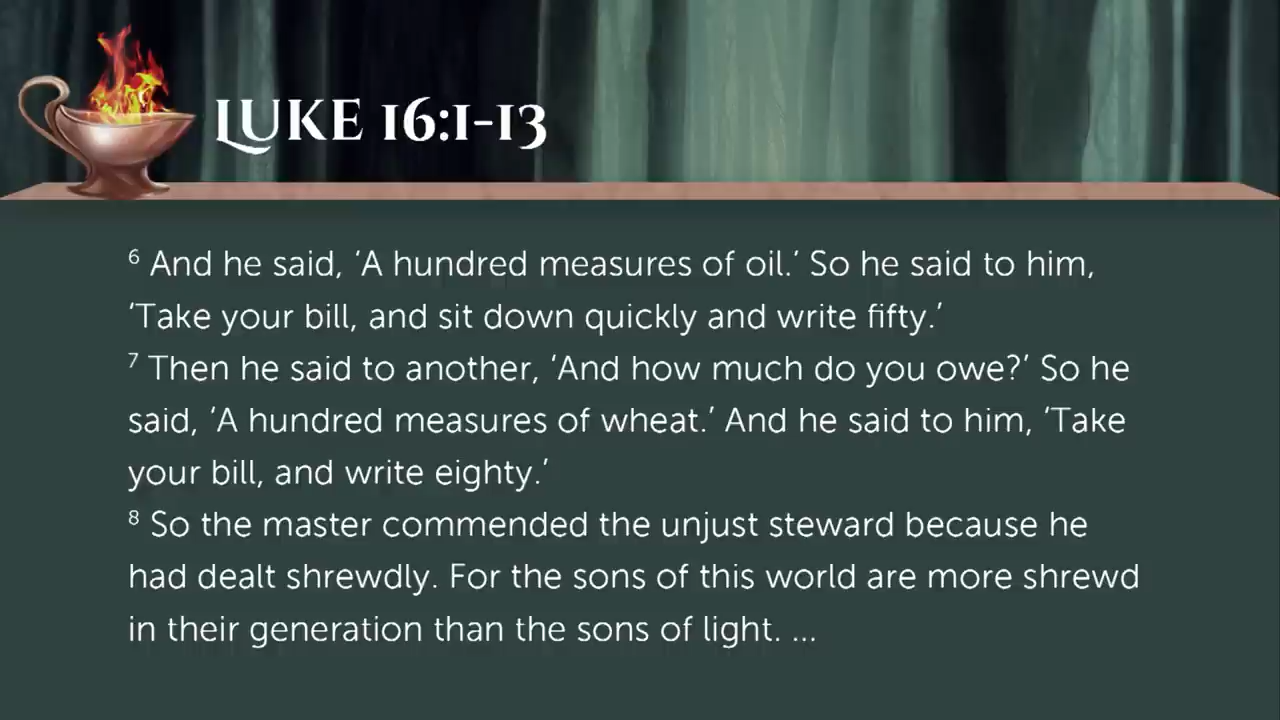 LUKE 16:1-13
⁶ And he said, ‘A hundred measures of oil.’ So he said to him,
‘Take your bill, and sit down quickly and write fifty.’
⁷ Then he said to another, ‘And how much do you owe?’ So he
said, ‘A hundred measures of wheat.’ And he said to him, ‘Take
your bill, and write eighty.’
⁸ So the master commended the unjust steward because he
had dealt shrewdly. For the sons of this world are more shrewd
in their generation than the sons of light. ...